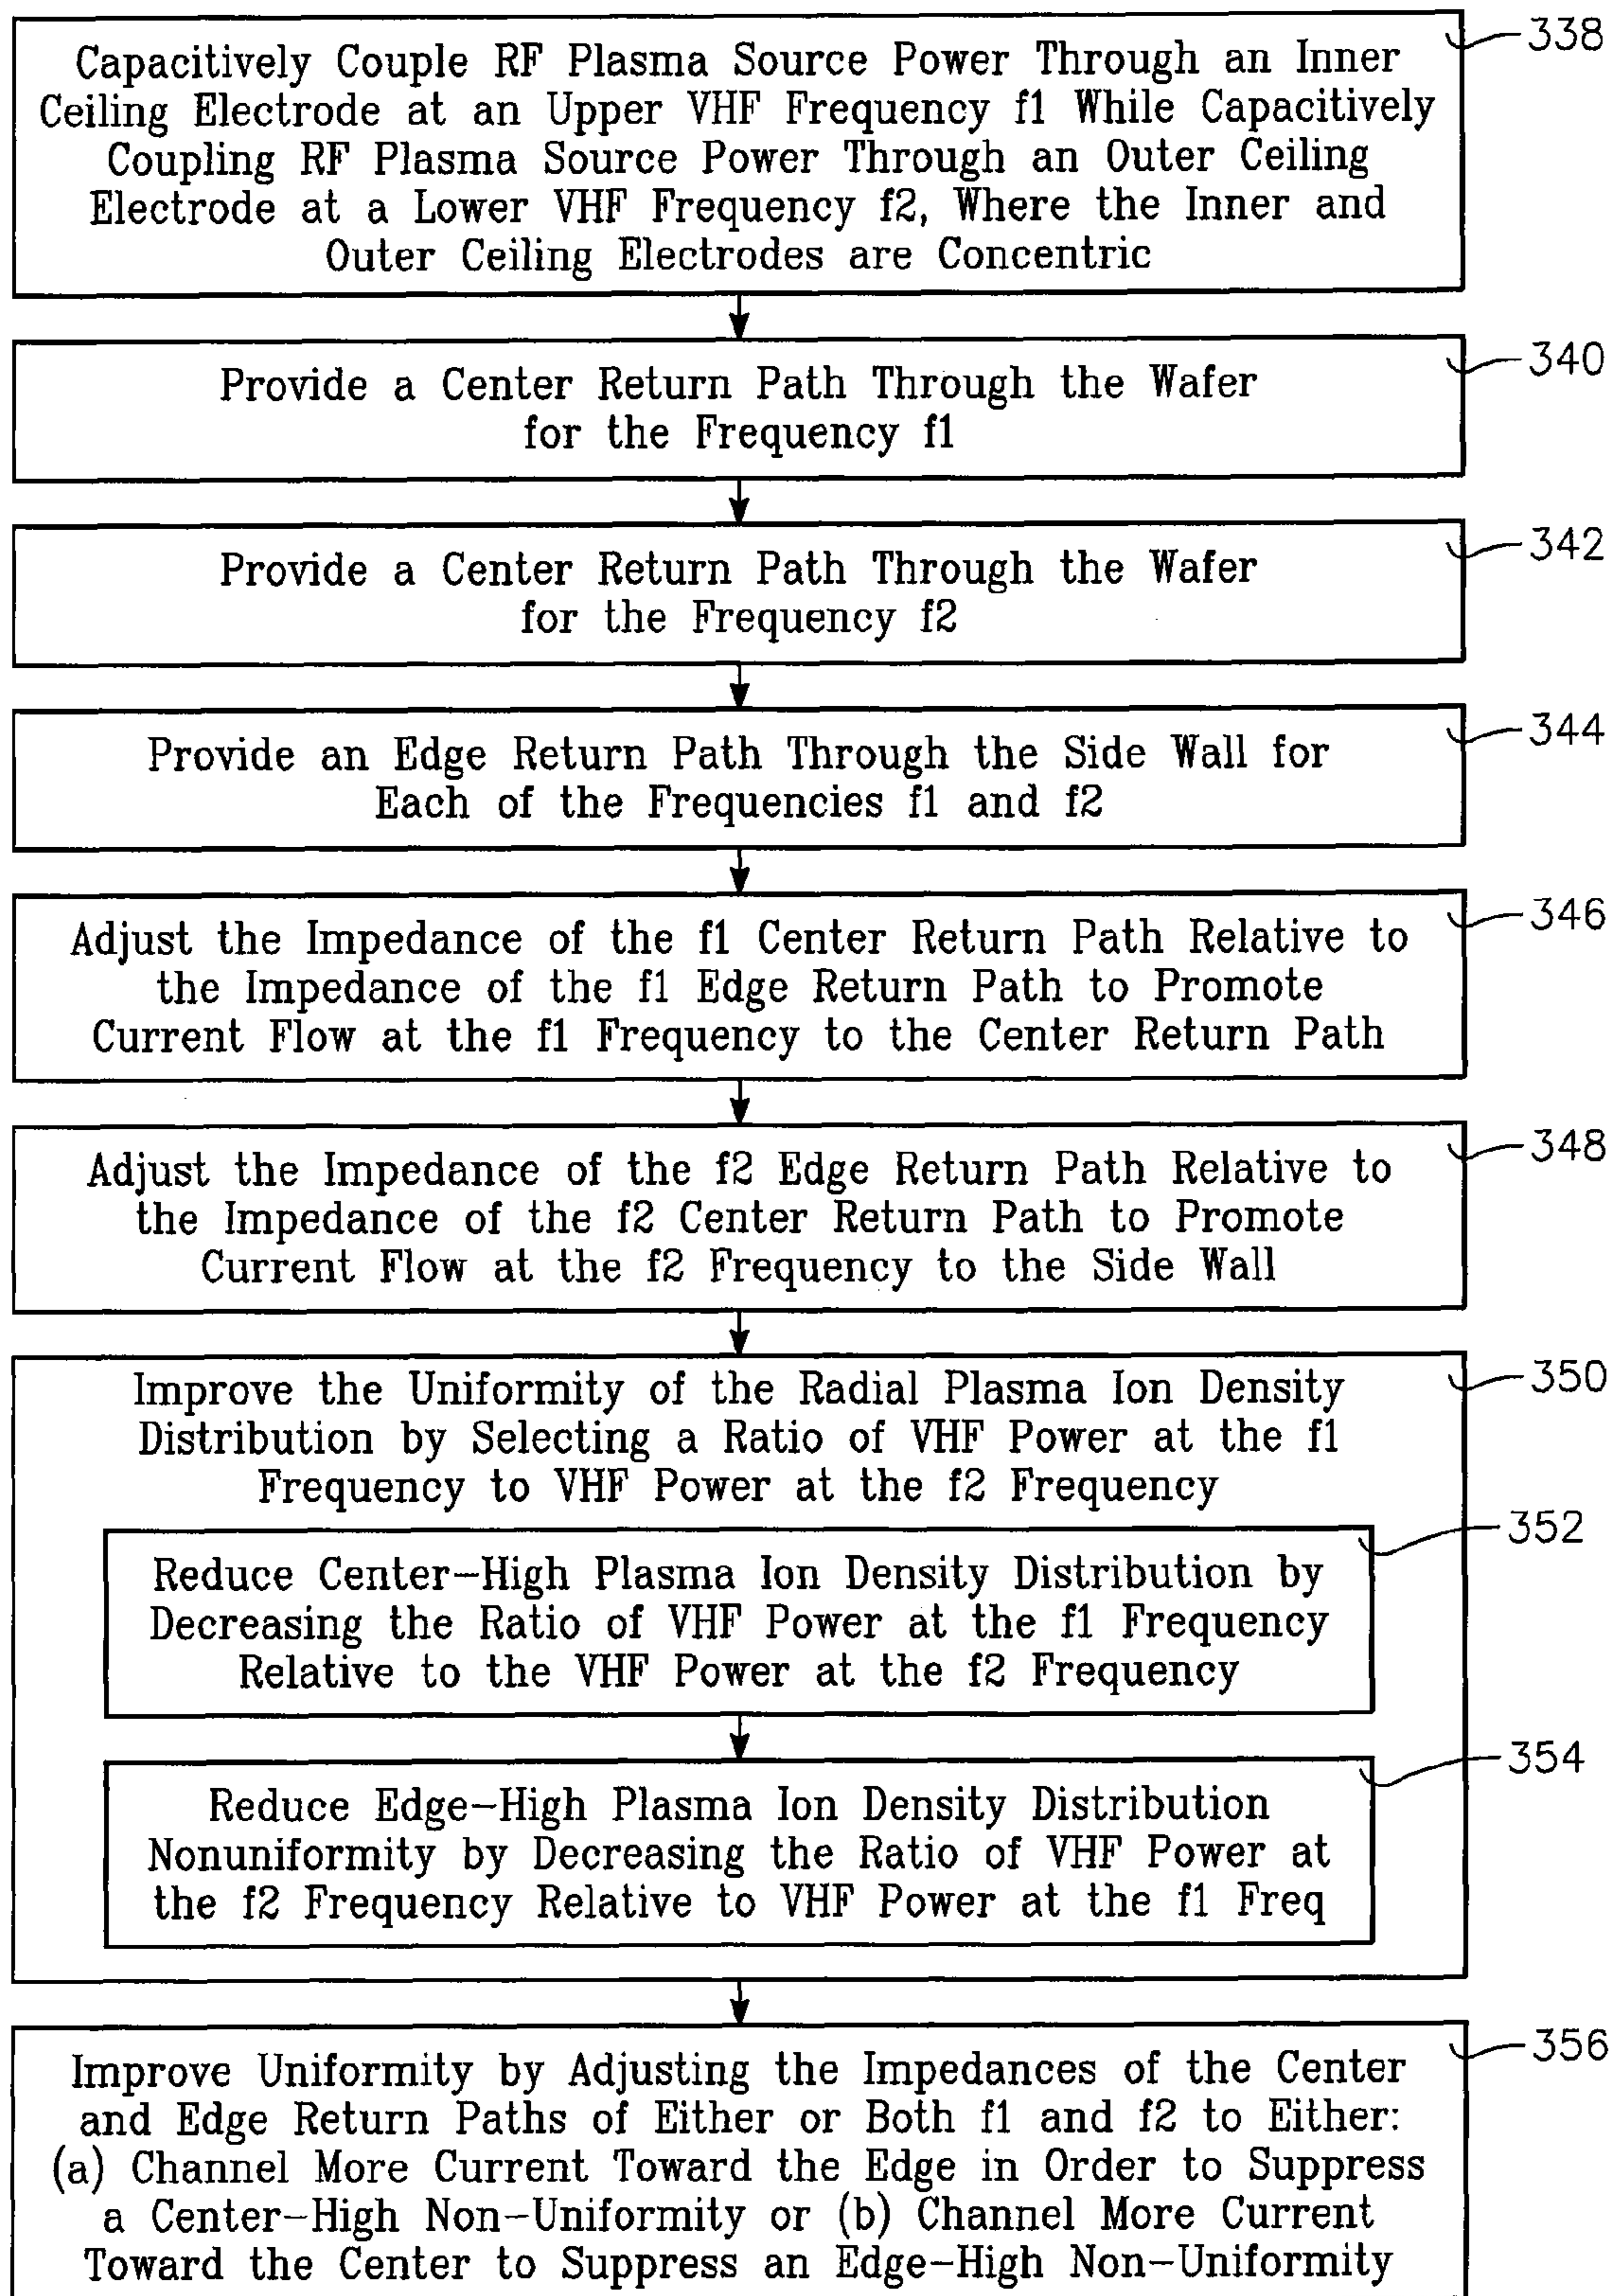 Capacitively Couple RF Plasma Source Power Through an Inner
Ceiling Electrode at an Upper VHF Frequency f1 While Capacitively
Coupling RF Plasma Source Power Through an Outer Ceiling
Electrode at a Lower VHF Frequency f2, Where the Inner and
Outer Ceiling Electrodes are Concentric
338
Provide a Center Return Path Through the Wafer
for the Frequency f1
340
Provide a Center Return Path Through the Wafer
for the Frequency f2
342
Provide an Edge Return Path Through the Side Wall for
Each of the Frequencies f1 and f2
344
Adjust the Impedance of the f1 Center Return Path Relative to
the Impedance of the f1 Edge Return Path to Promote
Current Flow at the f1 Frequency to the Center Return Path
346
Adjust the Impedance of the f2 Edge Return Path Relative to
the Impedance of the f2 Center Return Path to Promote
Current Flow at the f2 Frequency to the Side Wall
348
Improve the Uniformity of the Radial Plasma Ion Density
Distribution by Selecting a Ratio of VHF Power at the f1
Frequency to VHF Power at the f2 Frequency
350
Reduce Center-High Plasma Ion Density Distribution by
Decreasing the Ratio of VHF Power at the f1 Frequency
Relative to the VHF Power at the f2 Frequency
352
Reduce Edge-High Plasma Ion Density Distribution
Nonuniformity by Decreasing the Ratio of VHF Power at
the f2 Frequency Relative to VHF Power at the f1 Freq
354
Improve Uniformity by Adjusting the Impedances of the Center
and Edge Return Paths of Either or Both f1 and f2 to Either:
(a) Channel More Current Toward the Edge in Order to Suppress
a Center-High Non-Uniformity or (b) Channel More Current
Toward the Center to Suppress an Edge-High Non-Uniformity
356